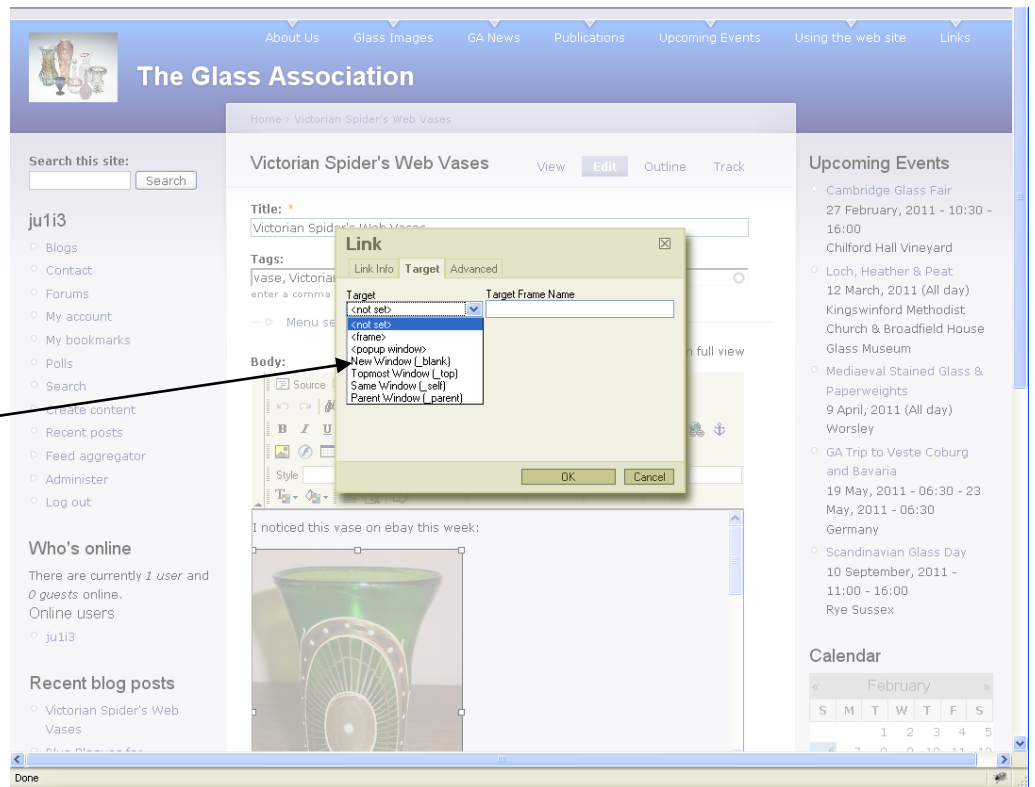 About Us Glass Images GA News Publications Upcoming Events Using the web site Links
The Glass Association
Home › Victorian Spider's Web Vases
Search this site:
Search
ju1i3
Blogs
Contact
Forums
My account
My bookmarks
Polls
Search
Create content
Recent posts
Feed aggregator
Administer
Log out
Who's online
There are currently 1 user and
0 guests online.
Online users
ju1i3
Recent blog posts
Victorian Spider's Web
Vases
Victorian Spider's Web Vases View Edit Outline Track
Title: *
Victorian Spider's Web Vases
Tags:
vase, Victorian
enter a comma
Menu se
Body:
n full view
Source
B I U
Style
I noticed this vase on ebay this week:
Link
Link Info Target Advanced
Target Target Frame Name
<not set>
<not set>
<frame>
<popup window>
New Window (_blank)
Topmost Window (_top)
Same Window (_self)
Parent Window (_parent)
OK Cancel
Upcoming Events
Cambridge Glass Fair
27 February, 2011 - 10:30 -
16:00
Chilford Hall Vineyard
Loch, Heather & Peat
12 March, 2011 (All day)
Kingswinford Methodist
Church & Broadfield House
Glass Museum
Mediaeval Stained Glass &
Paperweights
9 April, 2011 (All day)
Worsley
GA Trip to Veste Coburg
and Bavaria
19 May, 2011 - 06:30 - 23
May, 2011 - 06:30
Germany
Scandinavian Glass Day
10 September, 2011 -
11:00 - 16:00
Rye Sussex
Calendar
« February »
S M T W T F S
1 2 3 4 5
Done